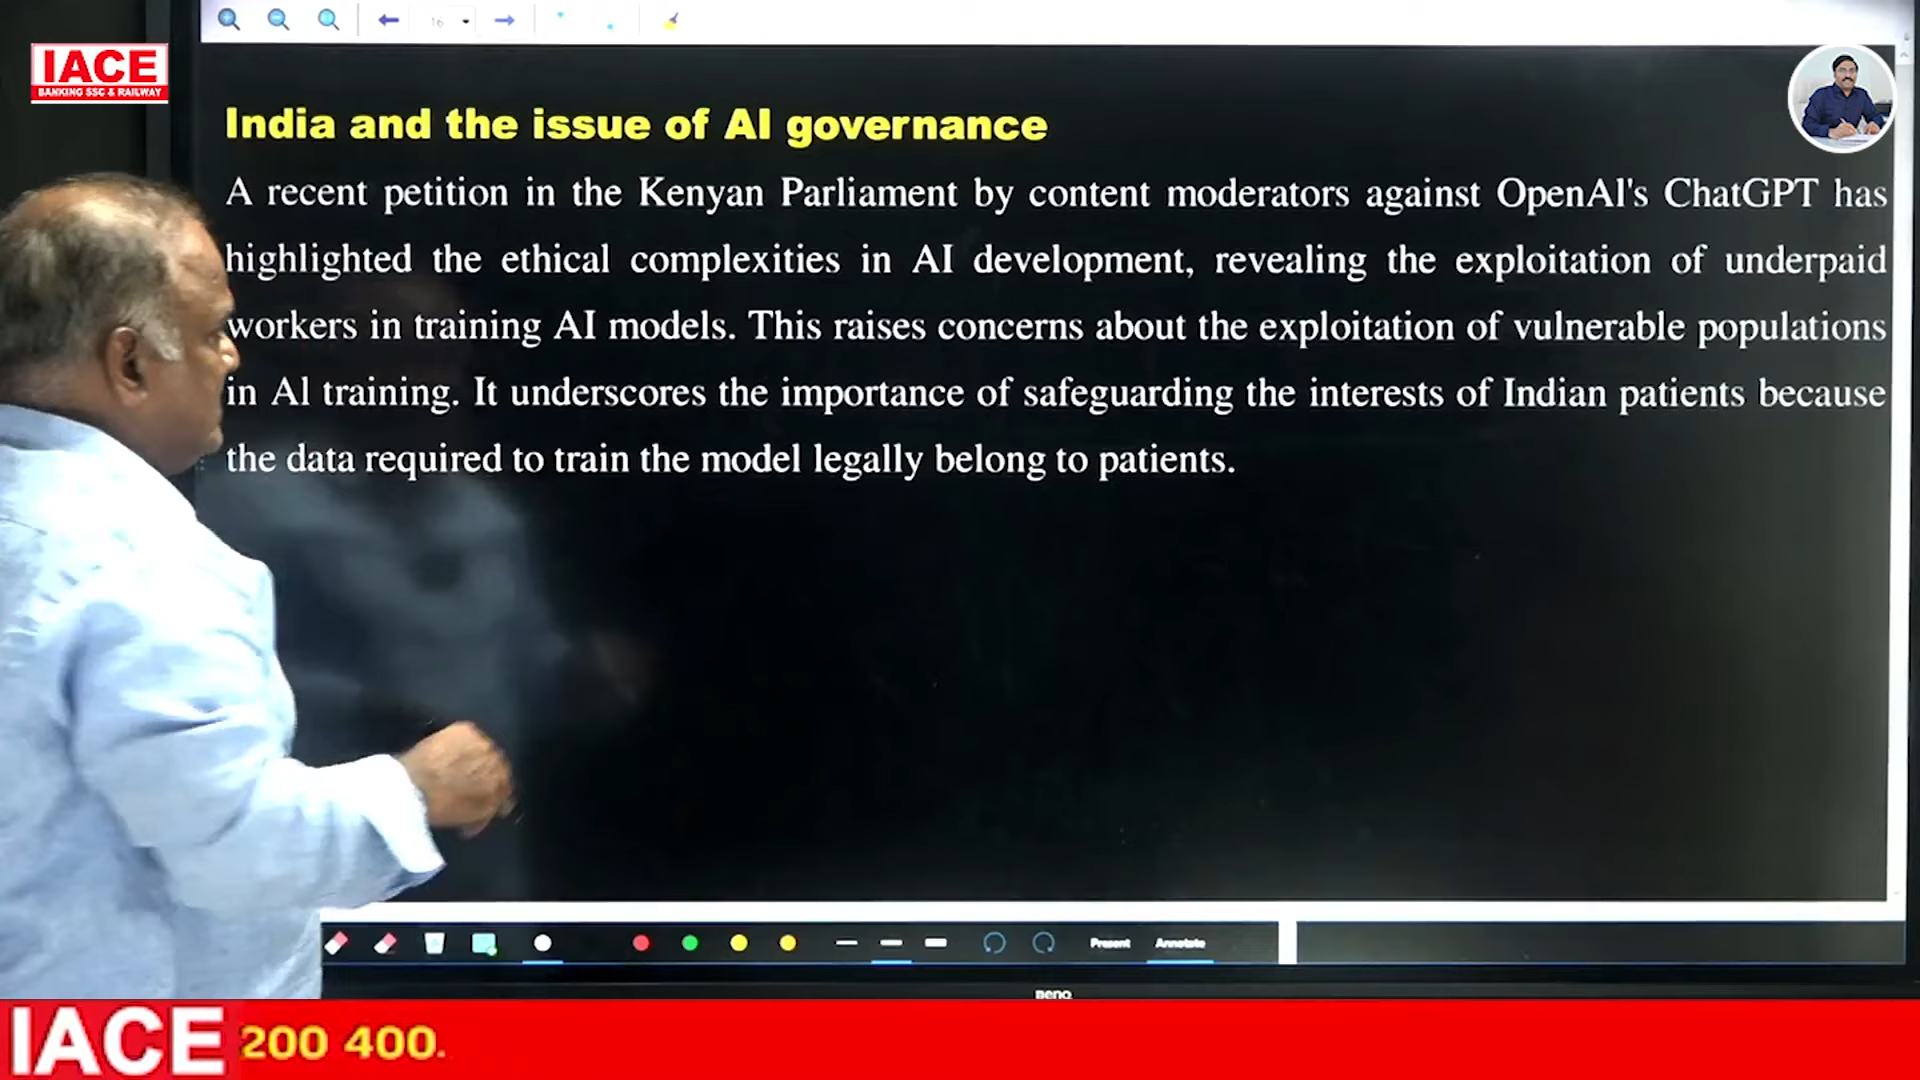 16
IACE
BANKING SSC & RAILWAY
India and the issue of AI governance
A recent petition in the Kenyan Parliament by content moderators against OpenAl's ChatGPT has
highlighted the ethical complexities in AI development, revealing the exploitation of underpaid
workers in training AI models. This raises concerns about the exploitation of vulnerable populations
in Al training. It underscores the importance of safeguarding the interests of Indian patients because
the data required to train the model legally belong to patients.
Present Annotate
BenQ
IACE 200 400.